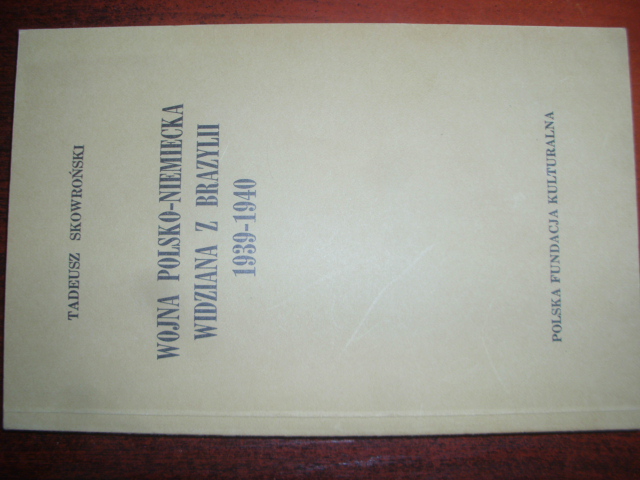 TADEUSZ SKOWROŃSKI
WOJNA POLSKO-NIEMIECKA
WIDZIANA Z BRAZYLII
1939-1940
POLSKA FUNDACJA KULTURALNA